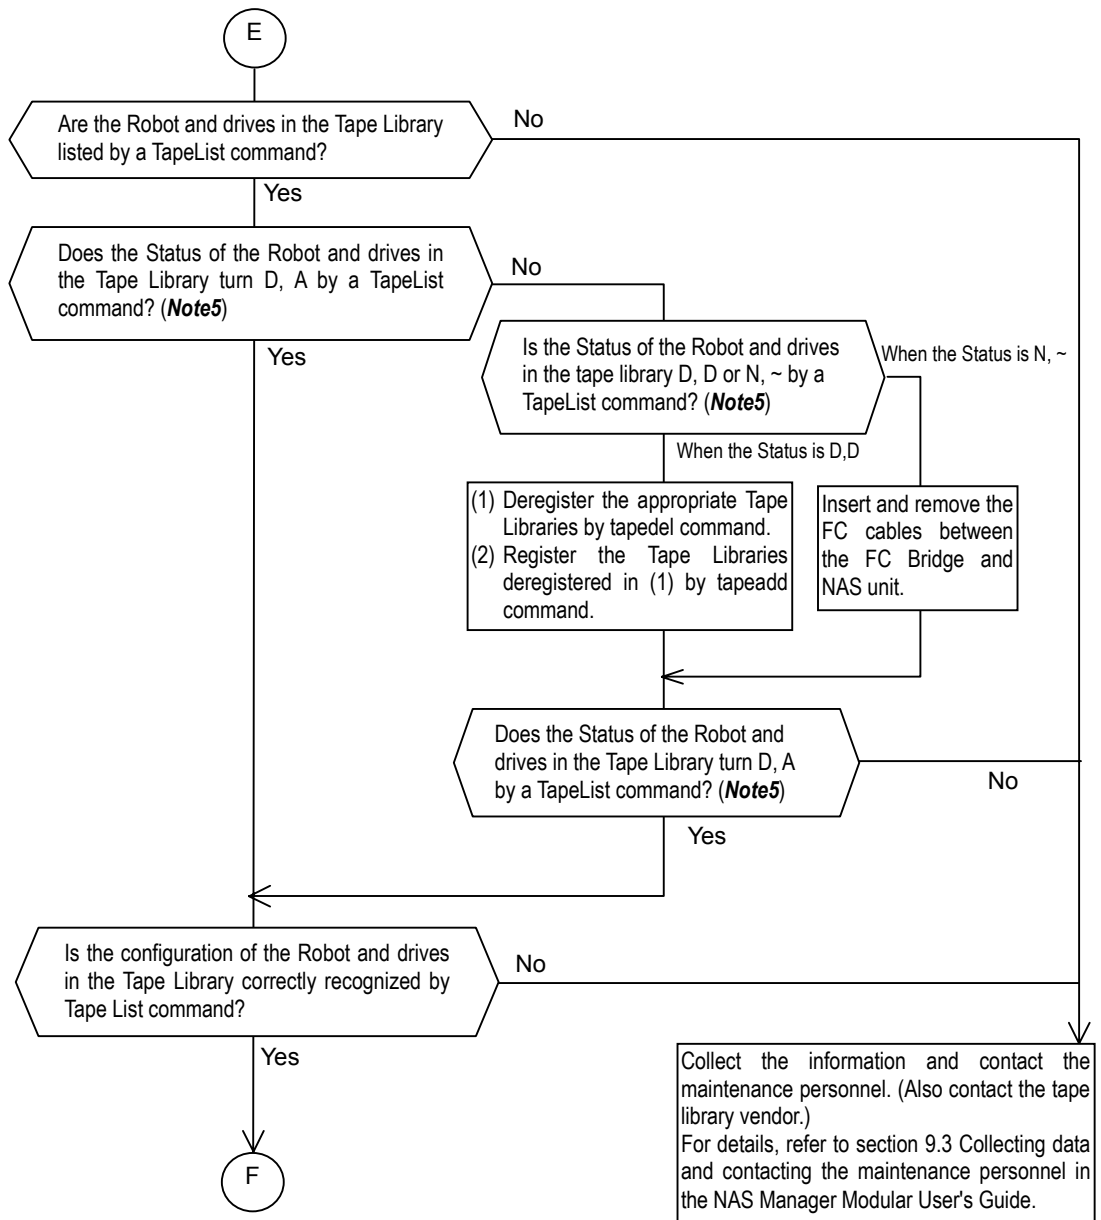 E
Are the Robot and drives in the Tape Library
listed by a TapeList command?
No
Yes
Does the Status of the Robot and drives in
the Tape Library turn D, A by a TapeList
command? (Note5)
No
Yes
Is the Status of the Robot and drives
in the tape library D, D or N, ~ by a
TapeList command? (Note5)
When the Status is N, ~
When the Status is D,D
(1) Deregister the appropriate Tape
Libraries by tapedel command.
(2) Register the Tape Libraries
deregistered in (1) by tapeadd
command.
Insert and remove the
FC cables between
the FC Bridge and
NAS unit.
Does the Status of the Robot and
drives in the Tape Library turn D, A
by a TapeList command? (Note5)
No
Yes
Is the configuration of the Robot and drives
in the Tape Library correctly recognized by
Tape List command?
No
Yes
Collect the information and contact the
maintenance personnel. (Also contact the tape
library vendor.)
For details, refer to section 9.3 Collecting data
and contacting the maintenance personnel in
the NAS Manager Modular User's Guide.
F